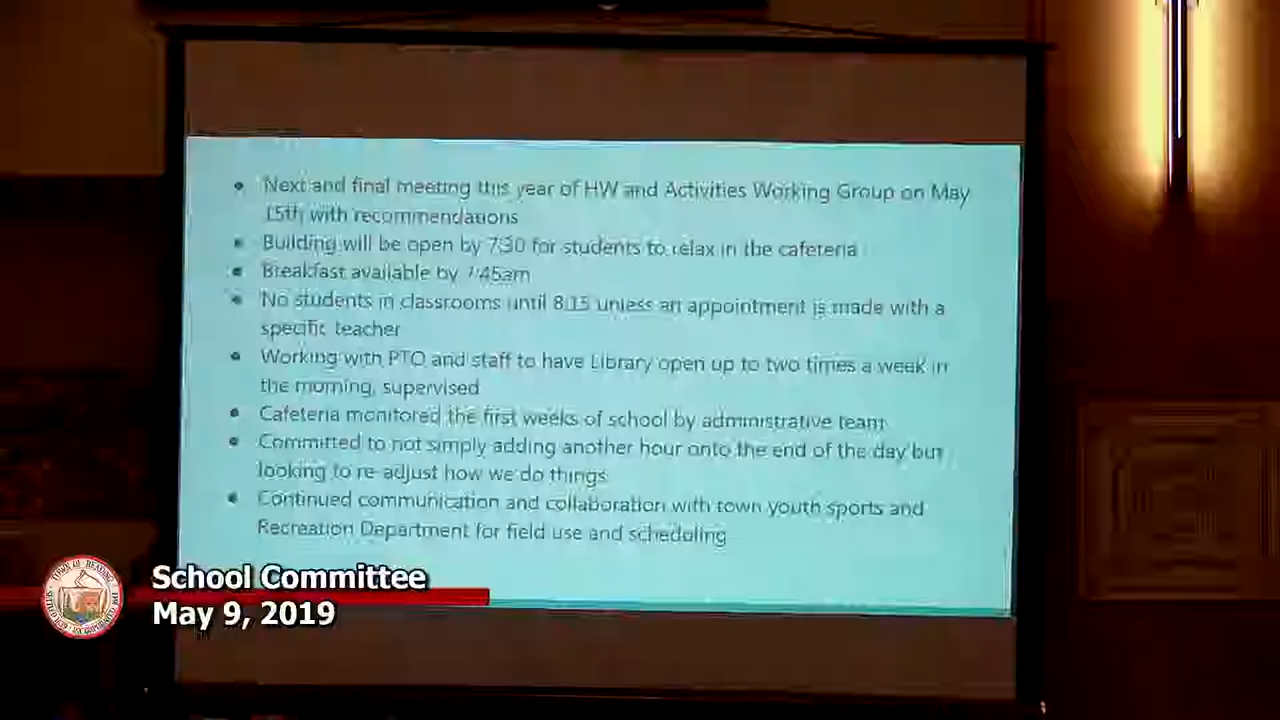 • Next and final meeting this year of HW and Activities Working Group on May
15th with recommendations
• Building will be open by 7:30 for students to relax in the cafeteria
• Breakfast available by 7:45am
• No students in classrooms until 8:15 unless an appointment is made with a
specific teacher
• Working with PTO and staff to have Library open up to two times a week in
the morning, supervised
• Cafeteria monitored the first weeks of school by administrative team
• Committed to not simply adding another hour onto the end of the day but
looking to re-adjust how we do things
• Continued communication and collaboration with town youth sports and
Recreation Department for field use and scheduling
TOWN OF READING
School Committee
May 9, 2019